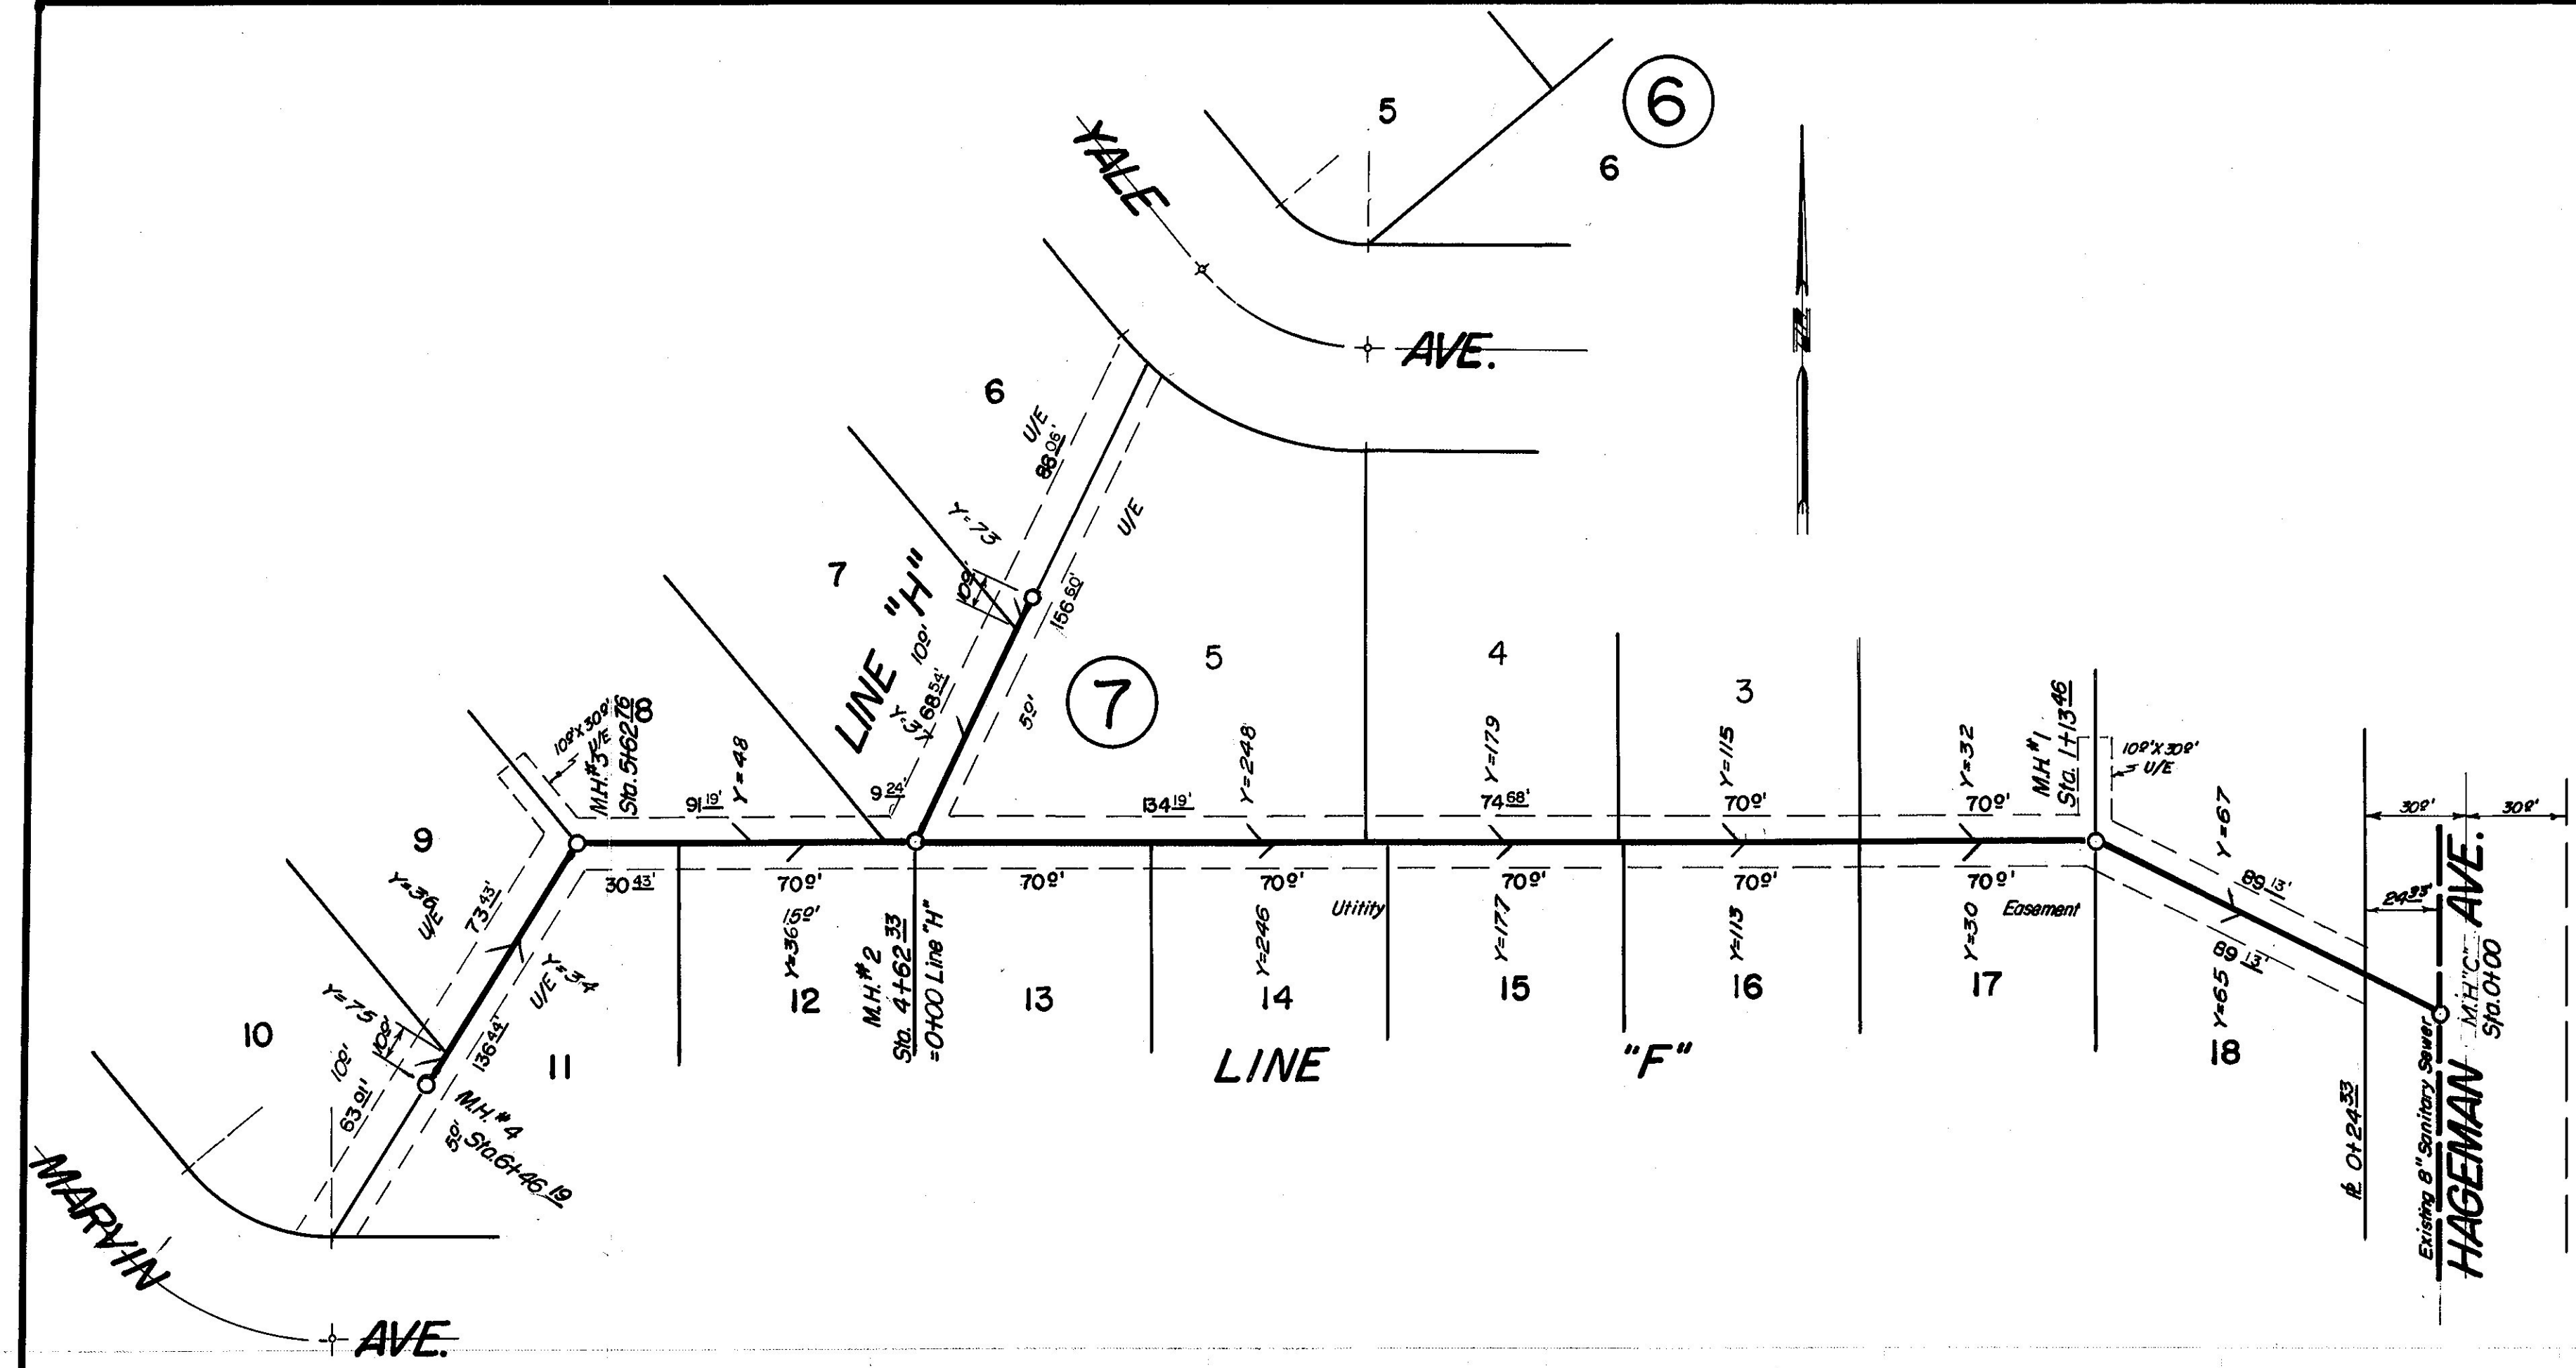 YALE
AVE.
5
6
6
6
U/E
88.06'
U/E
Y=73
10.0'
156.60'
7
LINE "H"
10.0'
68.54'
5.0'
7
5
4
3
10.0' X 30.0'
U/E
8
M.H.#3
Sta. 5+62.76
91.19'
Y=48
9.24'
134.19'
Y=248
74.68'
Y=179
70.0'
Y=115
70.0'
Y=32
M.H.#1
Sta. 1+13.46
10.0' X 30.0'
U/E
Y=67
89.13'
30.0'
30.0'
9
Y=36
U/E
73.43'
30.43'
70.0'
15.0'
Y=36
12
M.H.#2
Sta. 4+62.33
=0+00 Line "H"
70.0'
13
70.0'
Y=246
14
Utitity
70.0'
Y=177
15
70.0'
Y=113
16
70.0'
Y=30
17
Easement
89.13'
Y=65
18
24.33'
HAGEMAN AVE.
M.H. "C"
Sta. 0+00
Existing 8" Sanitary Sewer
PL 0+24.33
LINE "F"
Y=34
U/E
136.44'
Y=75
10.0'
10
11
10.0'
63.01'
M.H.#4
Sta. 6+46.19
5.0'
MARVIN
AVE.